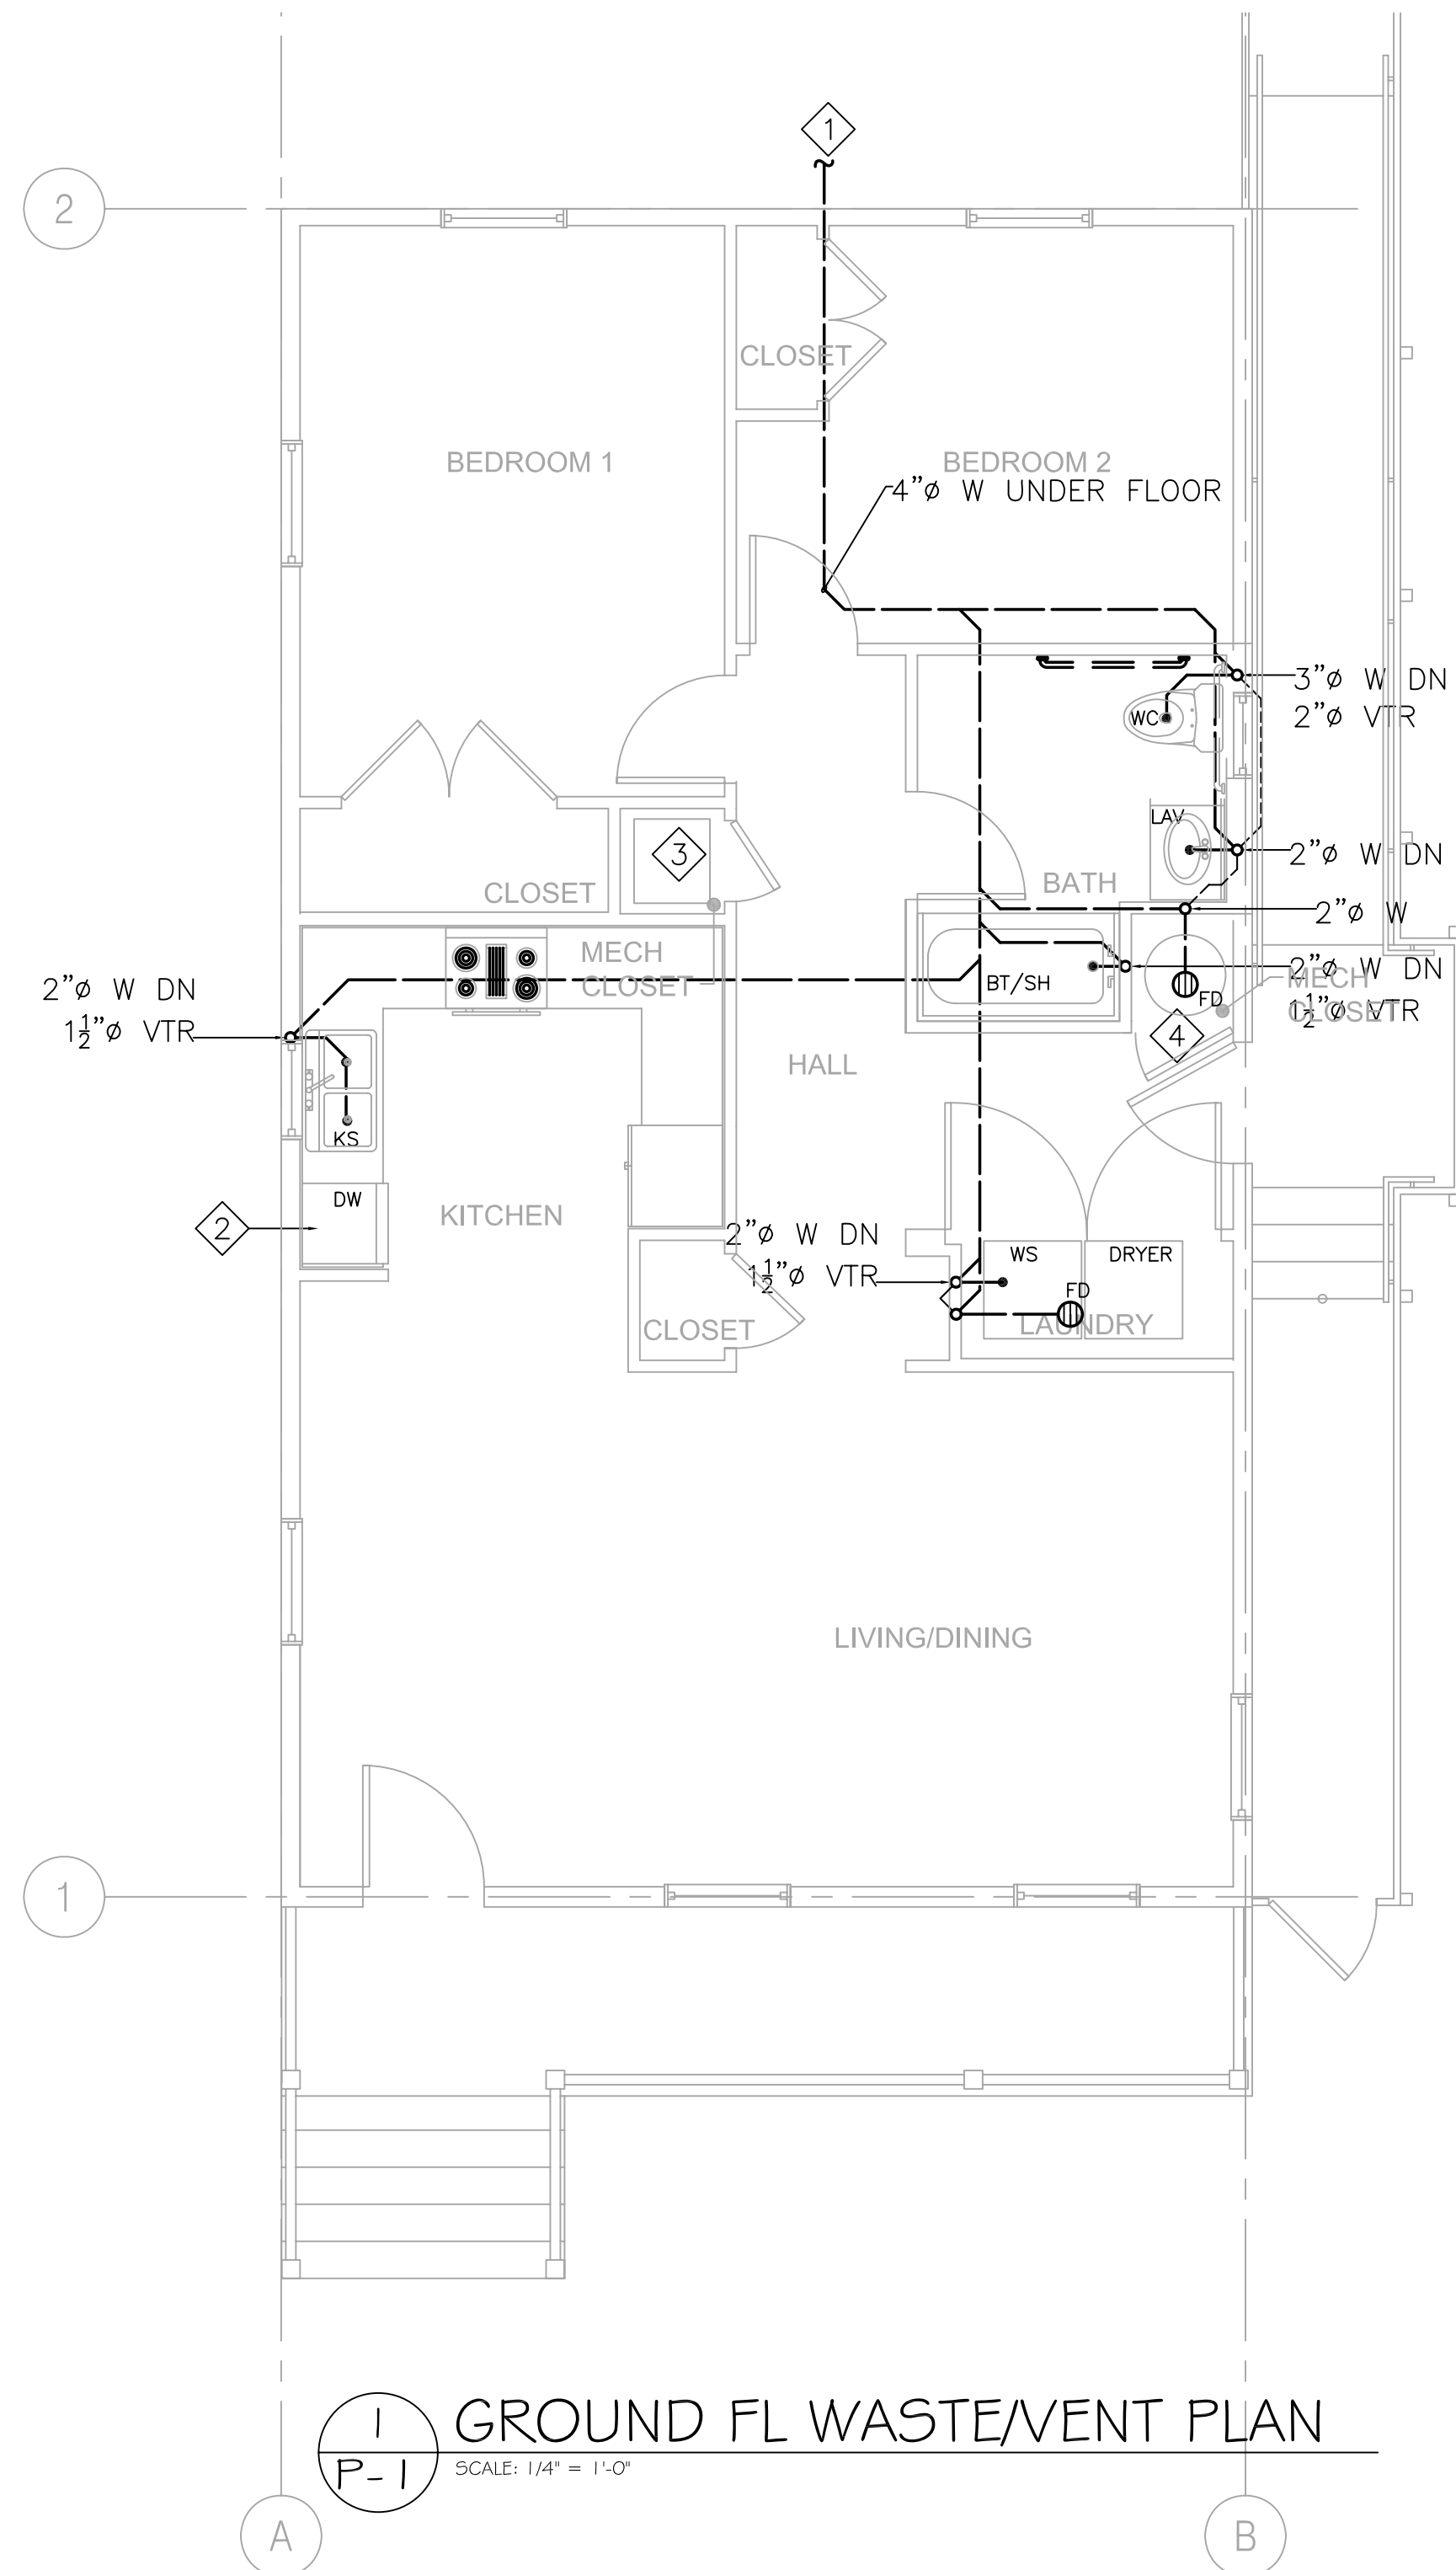 1
2
CLOSET
BEDROOM 1
BEDROOM 2
4"ø W UNDER FLOOR
3"ø W DN
2"ø VTR
WC
LAV
3
2"ø W DN
CLOSET
BATH
2"ø W
MECH
CLOSET
BT/SH
2"ø W DN
1½"ø VTR
FD
MECH
CLOSET
4
2"ø W DN
1½"ø VTR
HALL
KS
DW
2
KITCHEN
2"ø W DN
1½"ø VTR
WS
DRYER
FD
LAUNDRY
CLOSET
LIVING/DINING
1
1
P-1
GROUND FL WASTE/VENT PLAN
SCALE: 1/4" = 1'-0"
A
B